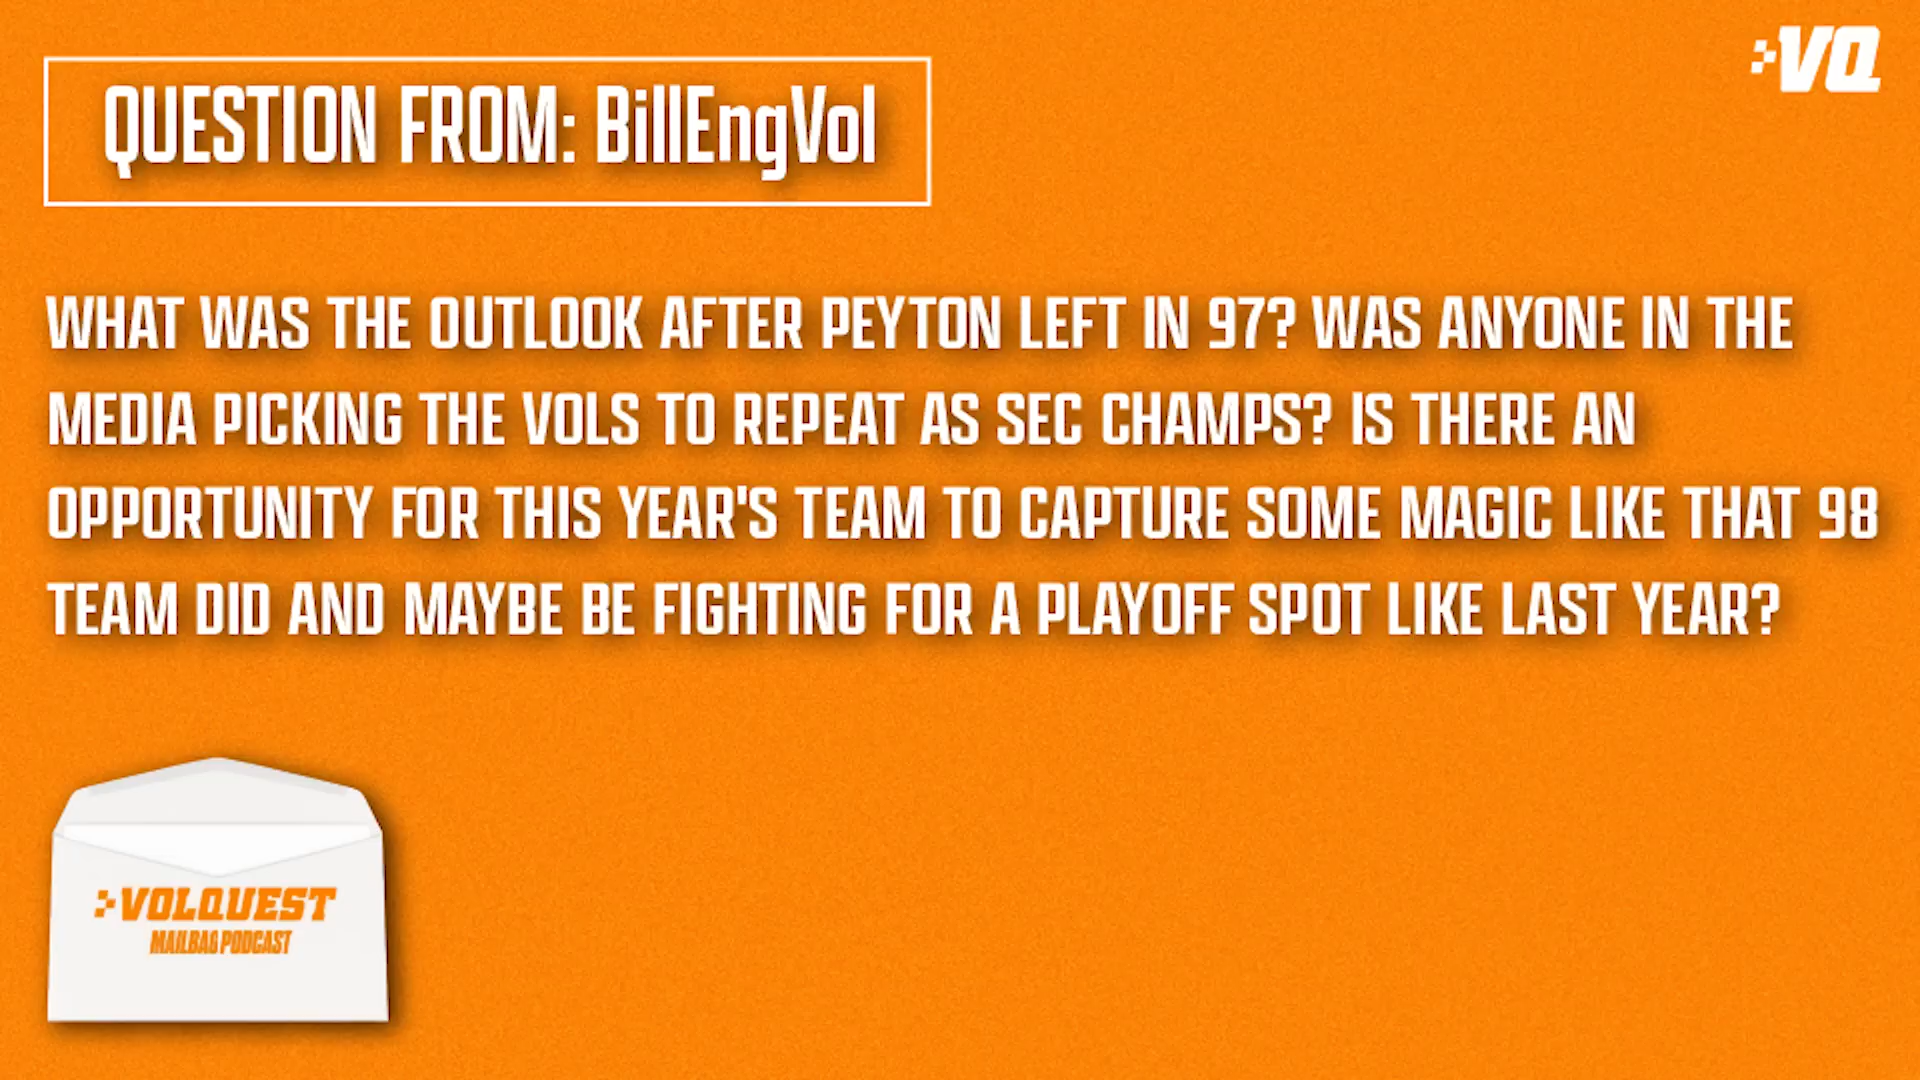 VQ
QUESTION FROM: BillEngVol
WHAT WAS THE OUTLOOK AFTER PEYTON LEFT IN 97? WAS ANYONE IN THE
MEDIA PICKING THE VOLS TO REPEAT AS SEC CHAMPS? IS THERE AN
OPPORTUNITY FOR THIS YEAR'S TEAM TO CAPTURE SOME MAGIC LIKE THAT 98
TEAM DID AND MAYBE BE FIGHTING FOR A PLAYOFF SPOT LIKE LAST YEAR?
VOLQUEST
MAILBAG PODCAST